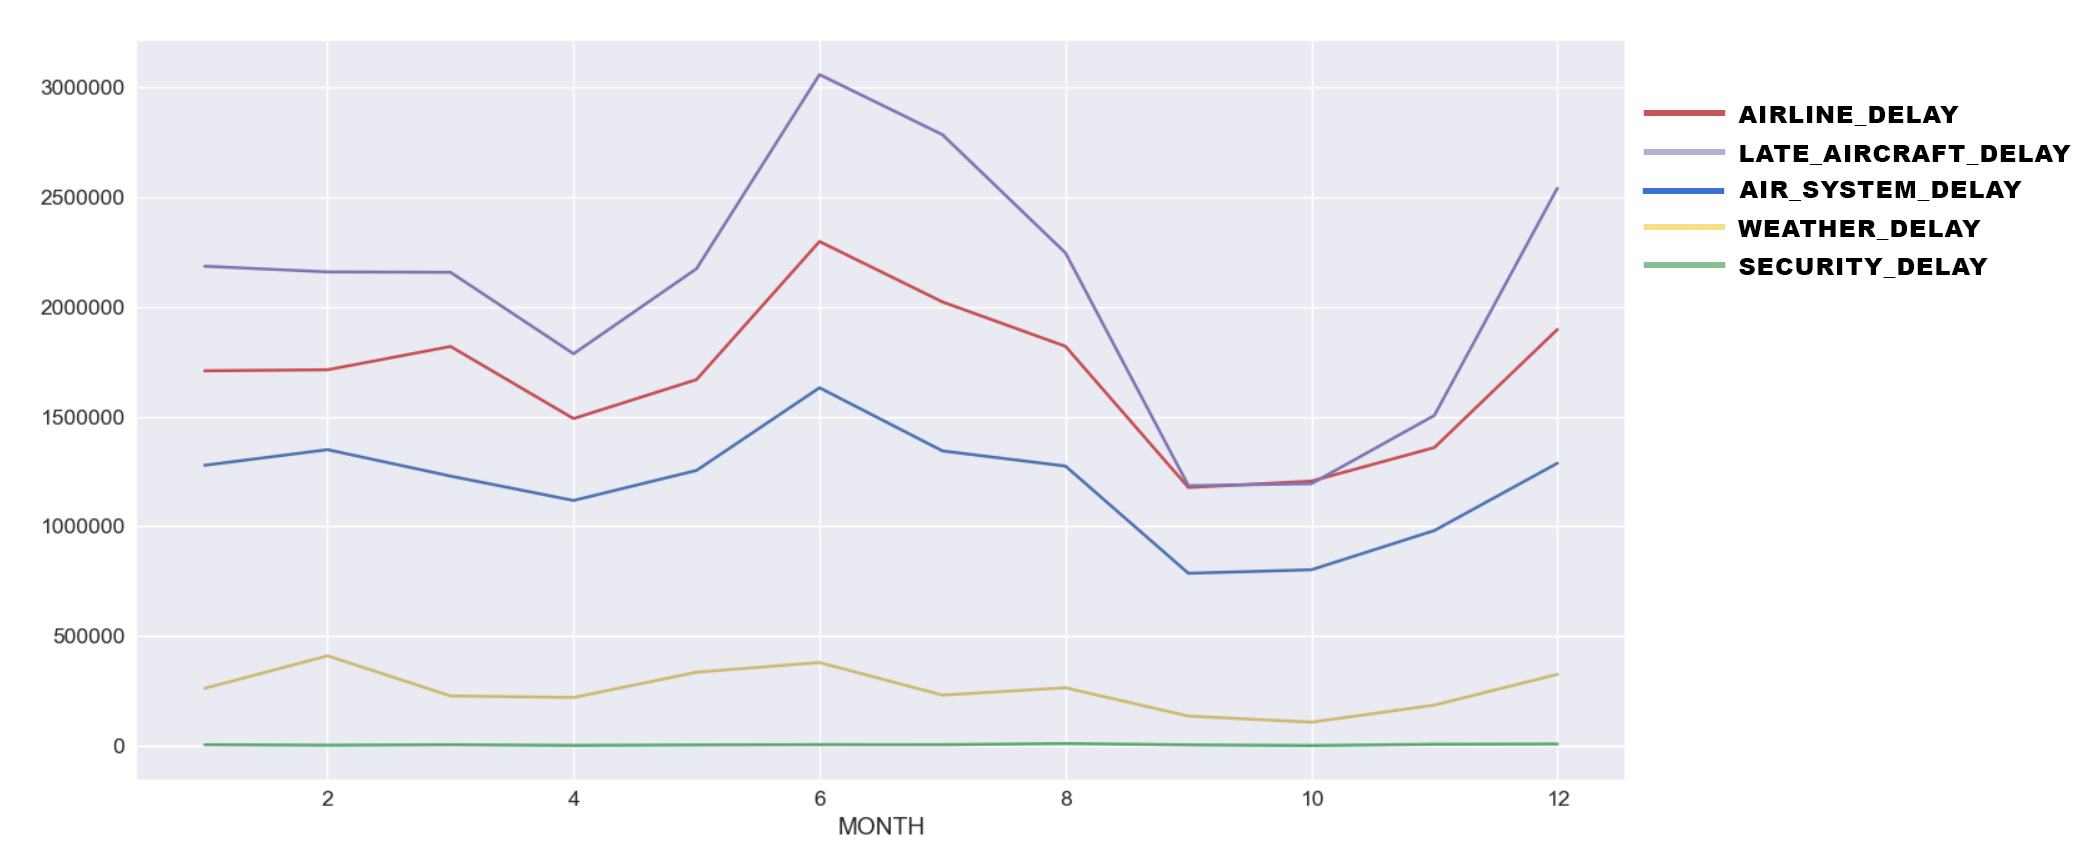 3000000
2500000
2000000
1500000
1000000
500000
0
2 4 6 8 10 12
MONTH
AIRLINE_DELAY
LATE_AIRCRAFT_DELAY
AIR_SYSTEM_DELAY
WEATHER_DELAY
SECURITY_DELAY